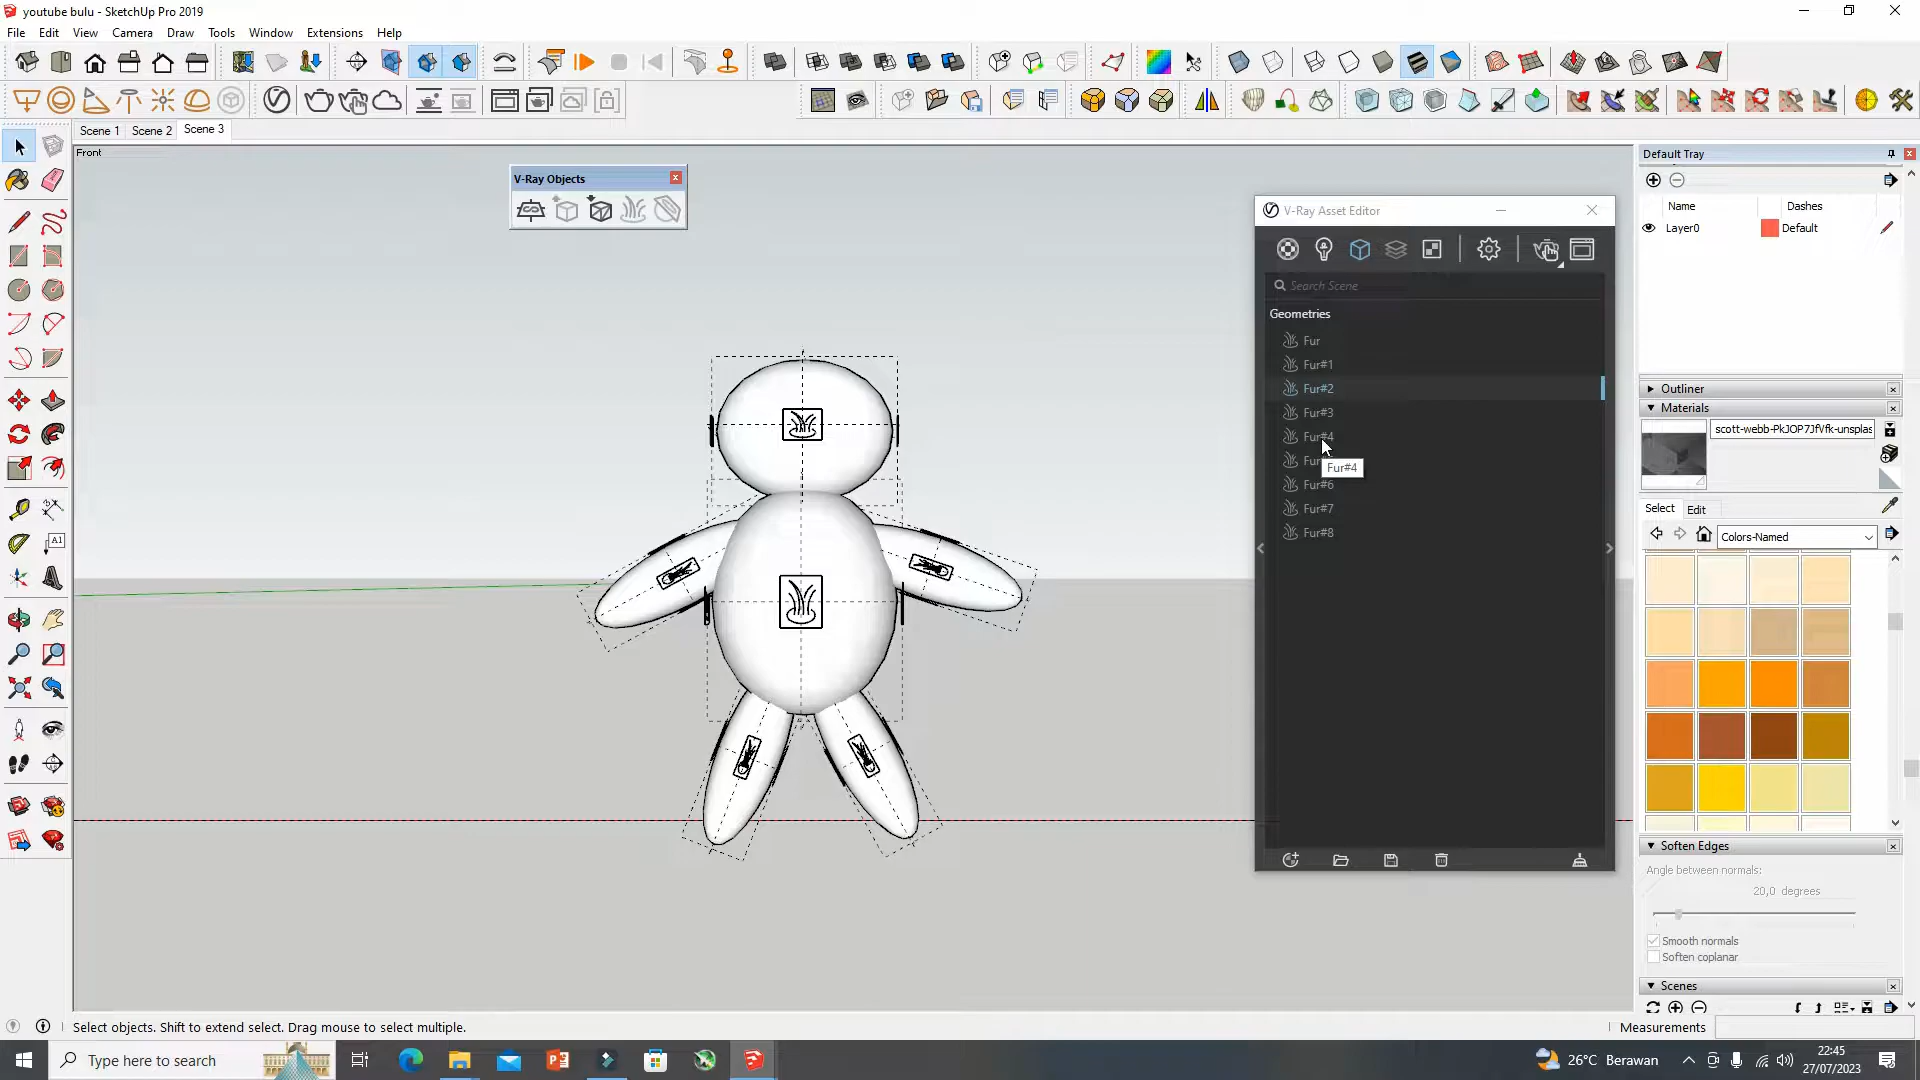 youtube bulu - SketchUp Pro 2019
File Edit View Camera Draw Tools Window Extensions Help
Scene 1 Scene 2 Scene 3
Front
V-Ray Objects
V-Ray Asset Editor
Search Scene
Geometries
Fur
Fur#1
Fur#2
Fur#3
Fur#4
Fur
Fur#4
Fur#6
Fur#7
Fur#8
Default Tray
Name Dashes
Layer0 Default
Outliner
Materials
scott-webb-PkJOP7JfVfk-unsplas
Select Edit
Colors-Named
Soften Edges
Angle between normals:
20,0 degrees
Smooth normals
Soften coplanar
Scenes
A1
Select objects. Shift to extend select. Drag mouse to select multiple.
Measurements
Type here to search
26°C Berawan
22:45
27/07/2023